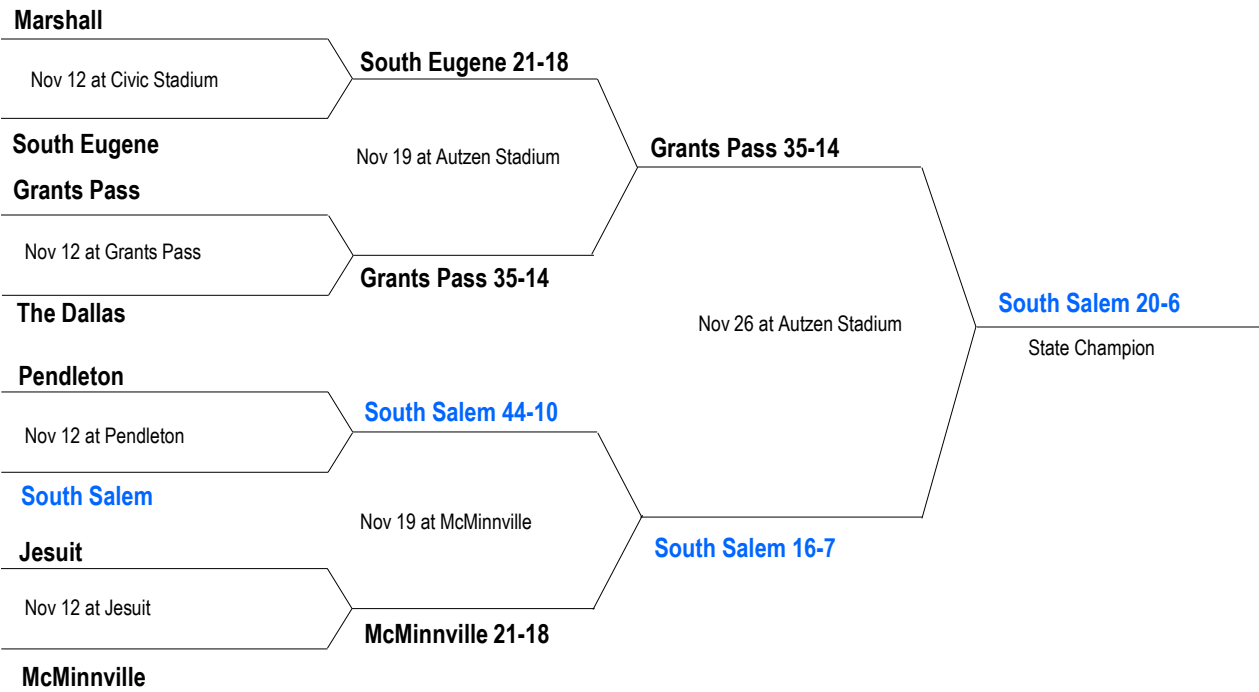 Marshall
Nov 12 at Civic Stadium
South Eugene 21-18
South Eugene
Nov 19 at Autzen Stadium
Grants Pass 35-14
Grants Pass
Nov 12 at Grants Pass
Grants Pass 35-14
The Dallas
Nov 26 at Autzen Stadium
South Salem 20-6
State Champion
Pendleton
Nov 12 at Pendleton
South Salem 44-10
South Salem
Nov 19 at McMinnville
South Salem 16-7
Jesuit
Nov 12 at Jesuit
McMinnville 21-18
McMinnville